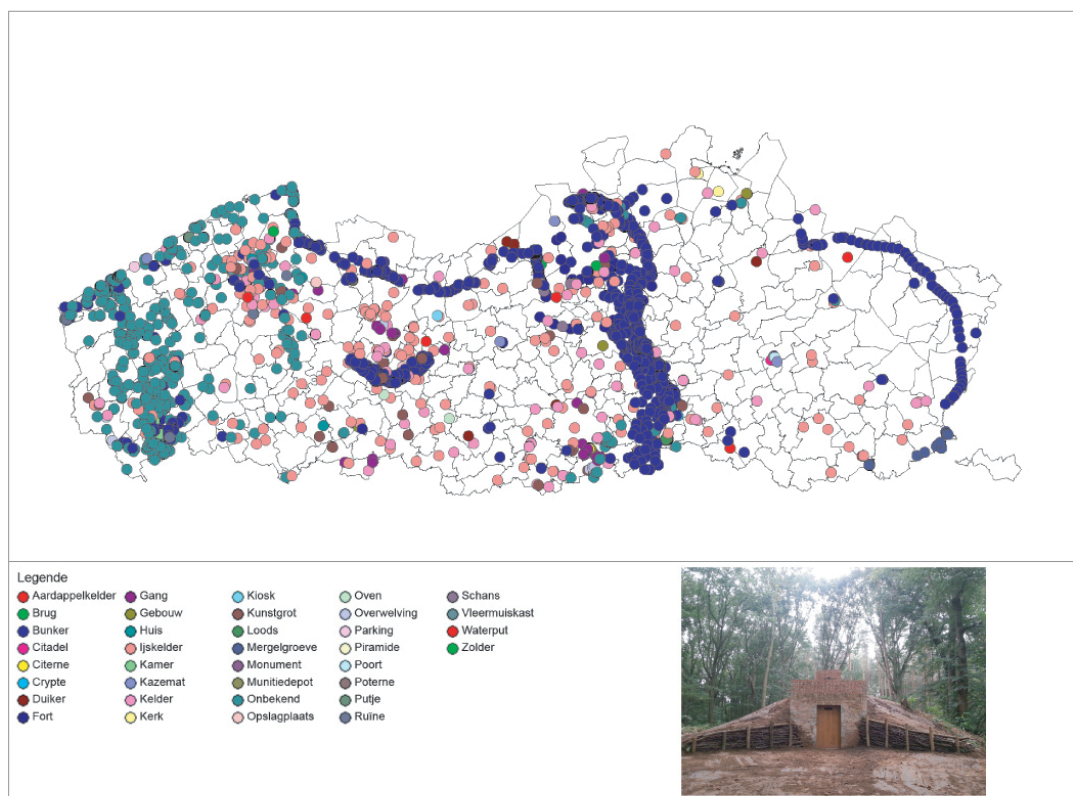 Legende
Aardappelkelder
Brug
Bunker
Citadel
Citerne
Crypte
Duiker
Fort
Gang
Gebouw
Huis
Ijskelder
Kamer
Kazemat
Kelder
Kerk
Kiosk
Kunstgrot
Loods
Mergelgroeve
Monument
Munitiedepot
Onbekend
Opslagplaats
Oven
Overwelving
Parking
Piramide
Poort
Poterne
Putje
Ruïne
Schans
Vleermuiskast
Waterput
Zolder